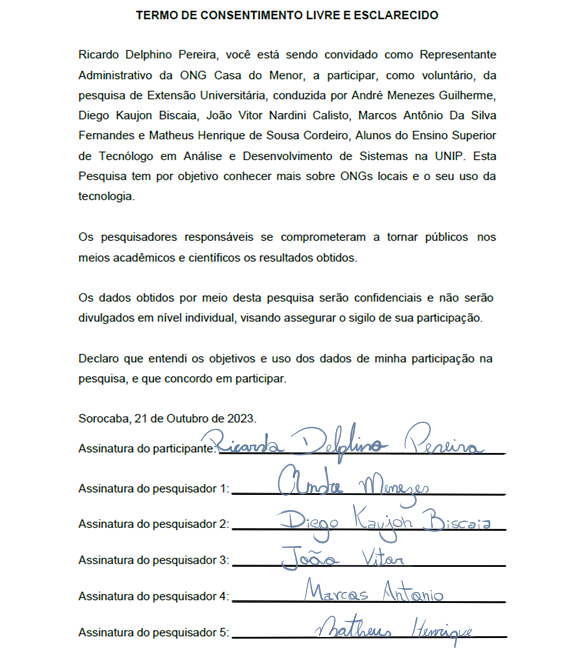 TERMO DE CONSENTIMENTO LIVRE E ESCLARECIDO
Ricardo Delphino Pereira, você está sendo convidado como Representante
Administrativo da ONG Casa do Menor, a participar, como voluntário, da
pesquisa de Extensão Universitária, conduzida por André Menezes Guilherme,
Diego Kaujon Biscaia, João Vitor Nardini Calisto, Marcos Antônio Da Silva
Fernandes e Matheus Henrique de Sousa Cordeiro, Alunos do Ensino Superior
de Tecnólogo em Análise e Desenvolvimento de Sistemas na UNIP. Esta
Pesquisa tem por objetivo conhecer mais sobre ONGs locais e o seu uso da
tecnologia.
Os pesquisadores responsáveis se comprometeram a tornar públicos nos
meios acadêmicos e científicos os resultados obtidos.
Os dados obtidos por meio desta pesquisa serão confidenciais e não serão
divulgados em nível individual, visando assegurar o sigilo de sua participação.
Declaro que entendi os objetivos e uso dos dados de minha participação na
pesquisa, e que concordo em participar.
Sorocaba, 21 de Outubro de 2023.
Assinatura do participante: Ricardo Delphino Pereira
Assinatura do pesquisador 1: Andre Menezes
Assinatura do pesquisador 2: Diego Kaujon Biscaia
Assinatura do pesquisador 3: João Vitor
Assinatura do pesquisador 4: Marcos Antonio
Assinatura do pesquisador 5: Matheus Henrique